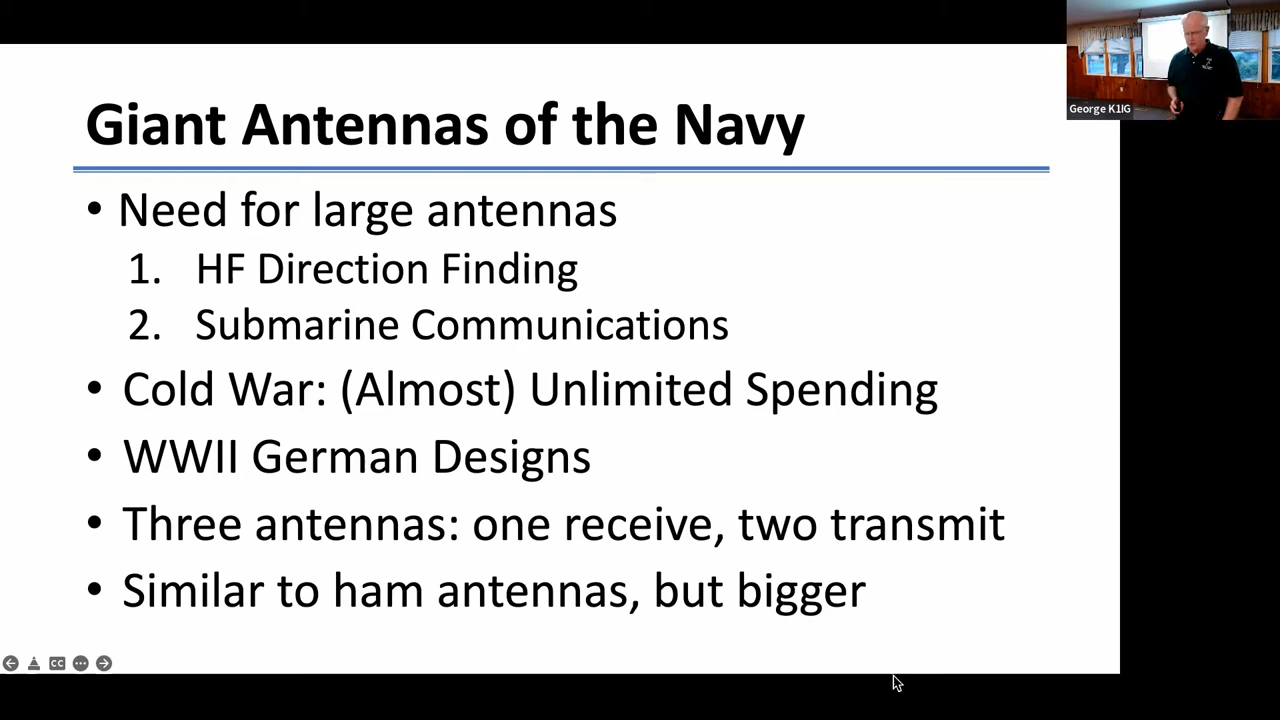 Giant Antennas of the Navy
George K1IG
• Need for large antennas
1. HF Direction Finding
2. Submarine Communications
• Cold War: (Almost) Unlimited Spending
• WWII German Designs
• Three antennas: one receive, two transmit
• Similar to ham antennas, but bigger
CC